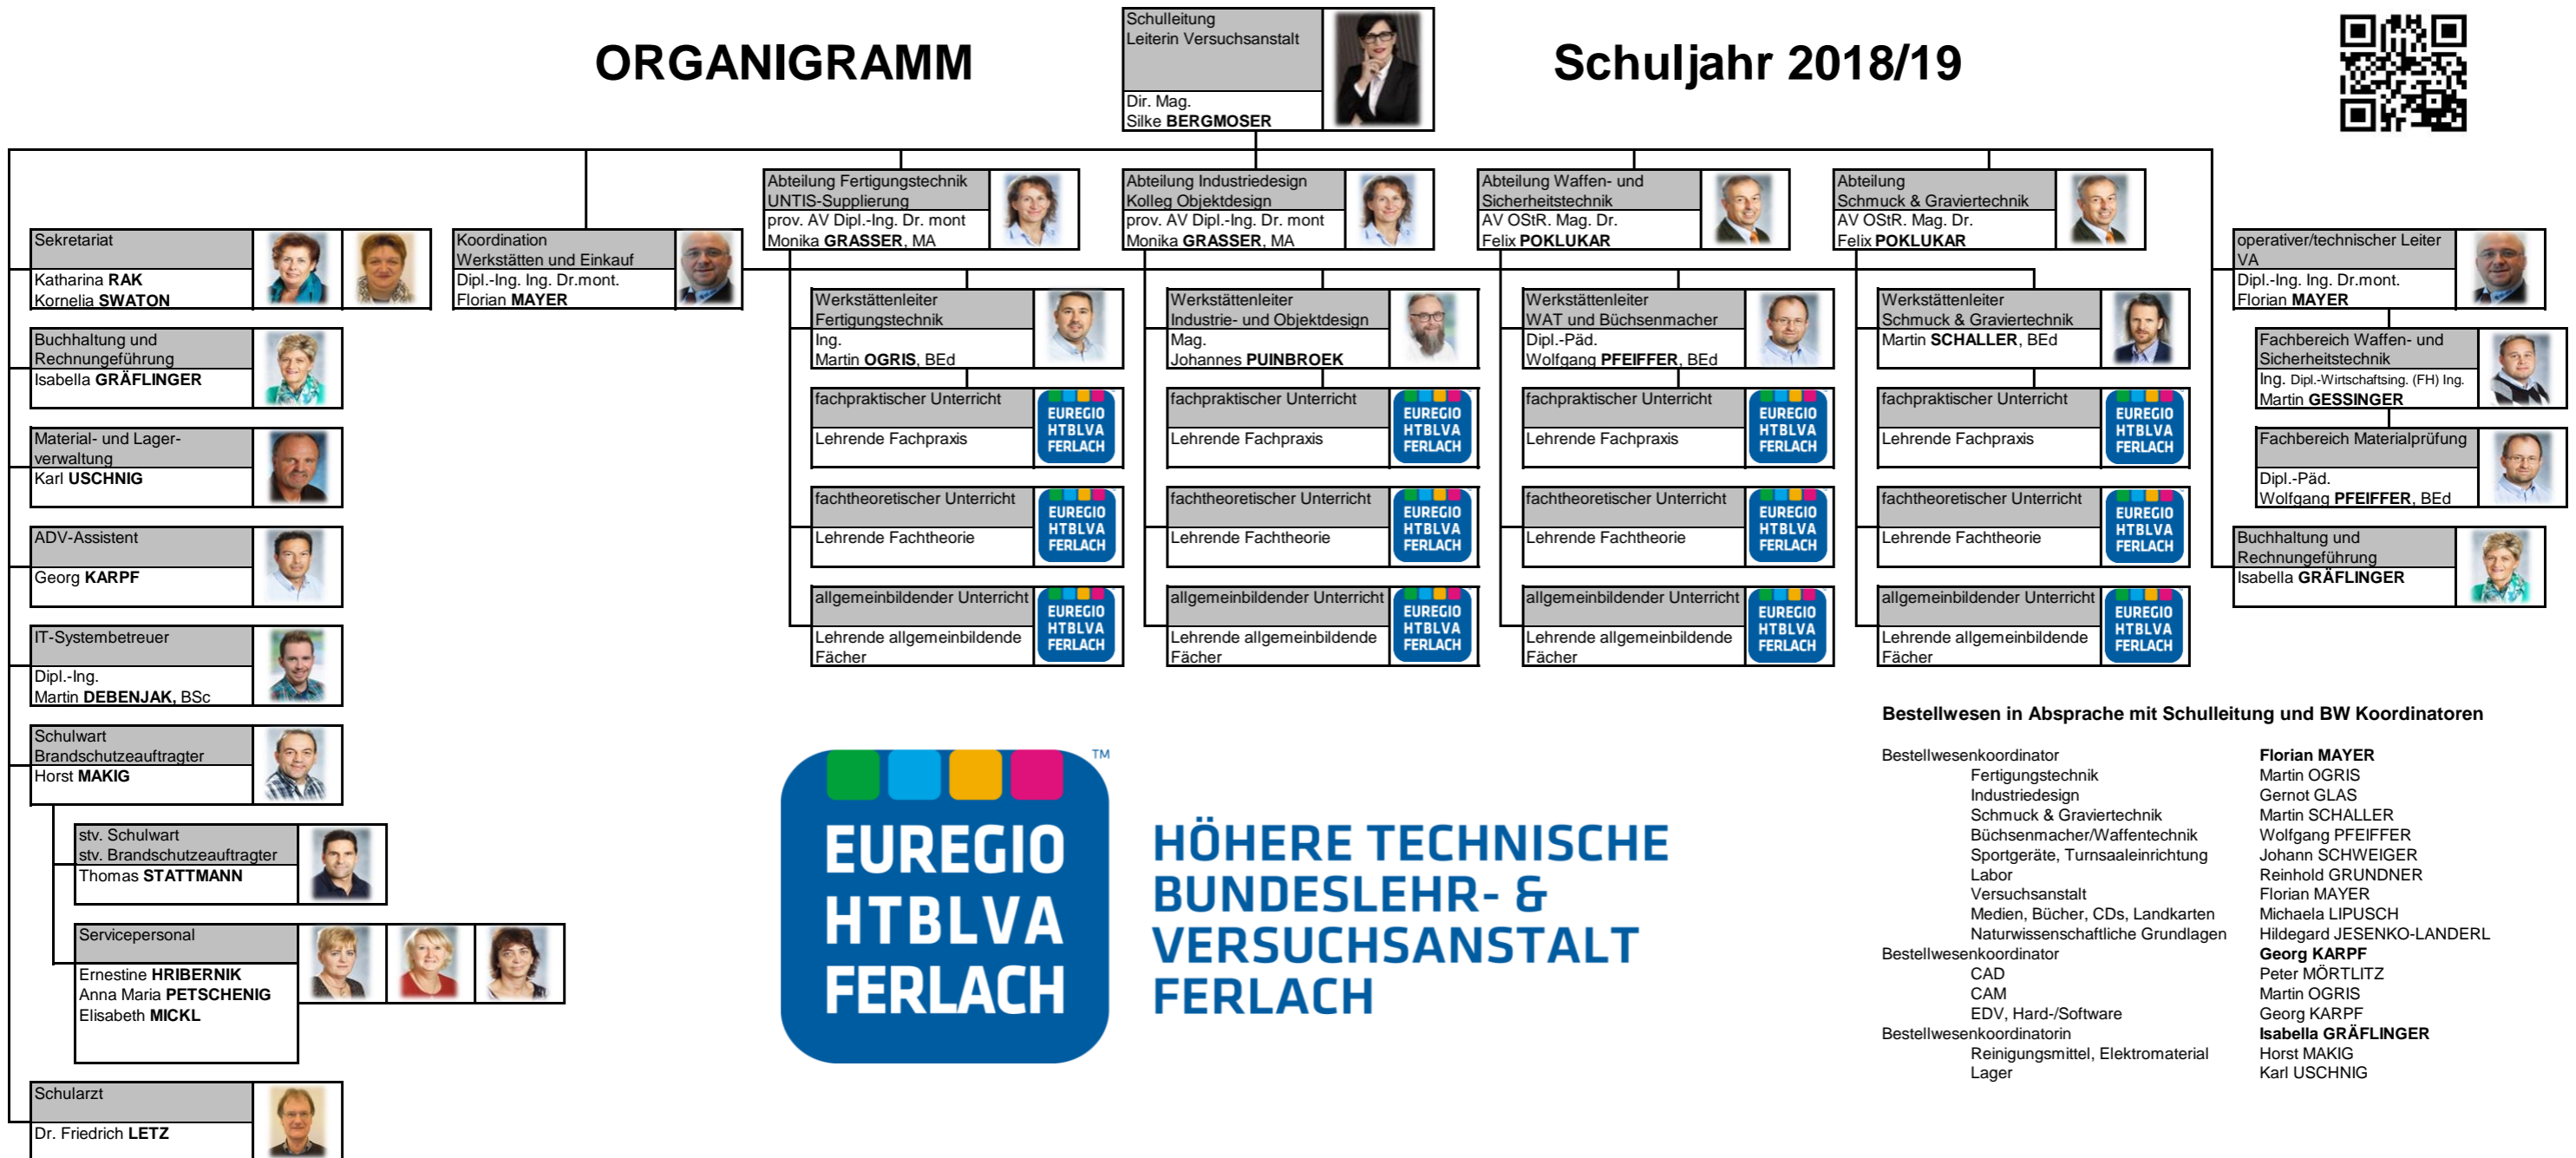 ORGANIGRAMM
Schulleitung
Leiterin Versuchsanstalt
Dir. Mag.
Silke BERGMOSER
Schuljahr 2018/19
Abteilung Fertigungstechnik
UNTIS-Supplierung
prov. AV Dipl.-Ing. Dr. mont
Monika GRASSER, MA
Abteilung Industriedesign
Kolleg Objektdesign
prov. AV Dipl.-Ing. Dr. mont
Monika GRASSER, MA
Abteilung Waffen- und
Sicherheitstechnik
AV OStR. Mag. Dr.
Felix POKLUKAR
Abteilung
Schmuck & Graviertechnik
AV OStR. Mag. Dr.
Felix POKLUKAR
Sekretariat
Katharina RAK
Kornelia SWATON
Buchhaltung und
Rechnungeführung
Isabella GRÄFLINGER
Material- und Lager-
verwaltung
Karl USCHNIG
ADV-Assistent
Georg KARPF
IT-Systembetreuer
Dipl.-Ing.
Martin DEBENJAK, BSc
Schulwart
Brandschutzeauftragter
Horst MAKIG
stv. Schulwart
stv. Brandschutzeauftragter
Thomas STATTMANN
Servicepersonal
Ernestine HRIBERNIK
Anna Maria PETSCHENIG
Elisabeth MICKL
Schularzt
Dr. Friedrich LETZ
Koordination
Werkstätten und Einkauf
Dipl.-Ing. Ing. Dr.mont.
Florian MAYER
Werkstättenleiter
Fertigungstechnik
Ing.
Martin OGRIS, BEd
fachpraktischer Unterricht
Lehrende Fachpraxis
EUREGIO
HTBLVA
FERLACH
fachtheoretischer Unterricht
Lehrende Fachtheorie
EUREGIO
HTBLVA
FERLACH
allgemeinbildender Unterricht
Lehrende allgemeinbildende
Fächer
EUREGIO
HTBLVA
FERLACH
Werkstättenleiter
Industrie- und Objektdesign
Mag.
Johannes PUINBROEK
fachpraktischer Unterricht
Lehrende Fachpraxis
EUREGIO
HTBLVA
FERLACH
fachtheoretischer Unterricht
Lehrende Fachtheorie
EUREGIO
HTBLVA
FERLACH
allgemeinbildender Unterricht
Lehrende allgemeinbildende
Fächer
EUREGIO
HTBLVA
FERLACH
Werkstättenleiter
WAT und Büchsenmacher
Dipl.-Päd.
Wolfgang PFEIFFER, BEd
fachpraktischer Unterricht
Lehrende Fachpraxis
EUREGIO
HTBLVA
FERLACH
fachtheoretischer Unterricht
Lehrende Fachtheorie
EUREGIO
HTBLVA
FERLACH
allgemeinbildender Unterricht
Lehrende allgemeinbildende
Fächer
EUREGIO
HTBLVA
FERLACH
Werkstättenleiter
Schmuck & Graviertechnik
Martin SCHALLER, BEd
fachpraktischer Unterricht
Lehrende Fachpraxis
EUREGIO
HTBLVA
FERLACH
fachtheoretischer Unterricht
Lehrende Fachtheorie
EUREGIO
HTBLVA
FERLACH
allgemeinbildender Unterricht
Lehrende allgemeinbildende
Fächer
EUREGIO
HTBLVA
FERLACH
operativer/technischer Leiter
VA
Dipl.-Ing. Ing. Dr.mont.
Florian MAYER
Fachbereich Waffen- und
Sicherheitstechnik
Ing. Dipl.-Wirtschaftsing. (FH) Ing.
Martin GESSINGER
Fachbereich Materialprüfung
Dipl.-Päd.
Wolfgang PFEIFFER, BEd
Buchhaltung und
Rechnungeführung
Isabella GRÄFLINGER
EUREGIO
HTBLVA
FERLACH
TM
HÖHERE TECHNISCHE
BUNDESLEHR- &
VERSUCHSANSTALT
FERLACH
Bestellwesen in Absprache mit Schulleitung und BW Koordinatoren
Bestellwesenkoordinator Florian MAYER
Fertigungstechnik Martin OGRIS
Industriedesign Gernot GLAS
Schmuck & Graviertechnik Martin SCHALLER
Büchsenmacher/Waffentechnik Wolfgang PFEIFFER
Sportgeräte, Turnsaaleinrichtung Johann SCHWEIGER
Labor Reinhold GRUNDNER
Versuchsanstalt Florian MAYER
Medien, Bücher, CDs, Landkarten Michaela LIPUSCH
Naturwissenschaftliche Grundlagen Hildegard JESENKO-LANDERL
Bestellwesenkoordinator Georg KARPF
CAD Peter MÖRTLITZ
CAM Martin OGRIS
EDV, Hard-/Software Georg KARPF
Bestellwesenkoordinatorin Isabella GRÄFLINGER
Reinigungsmittel, Elektromaterial Horst MAKIG
Lager Karl USCHNIG